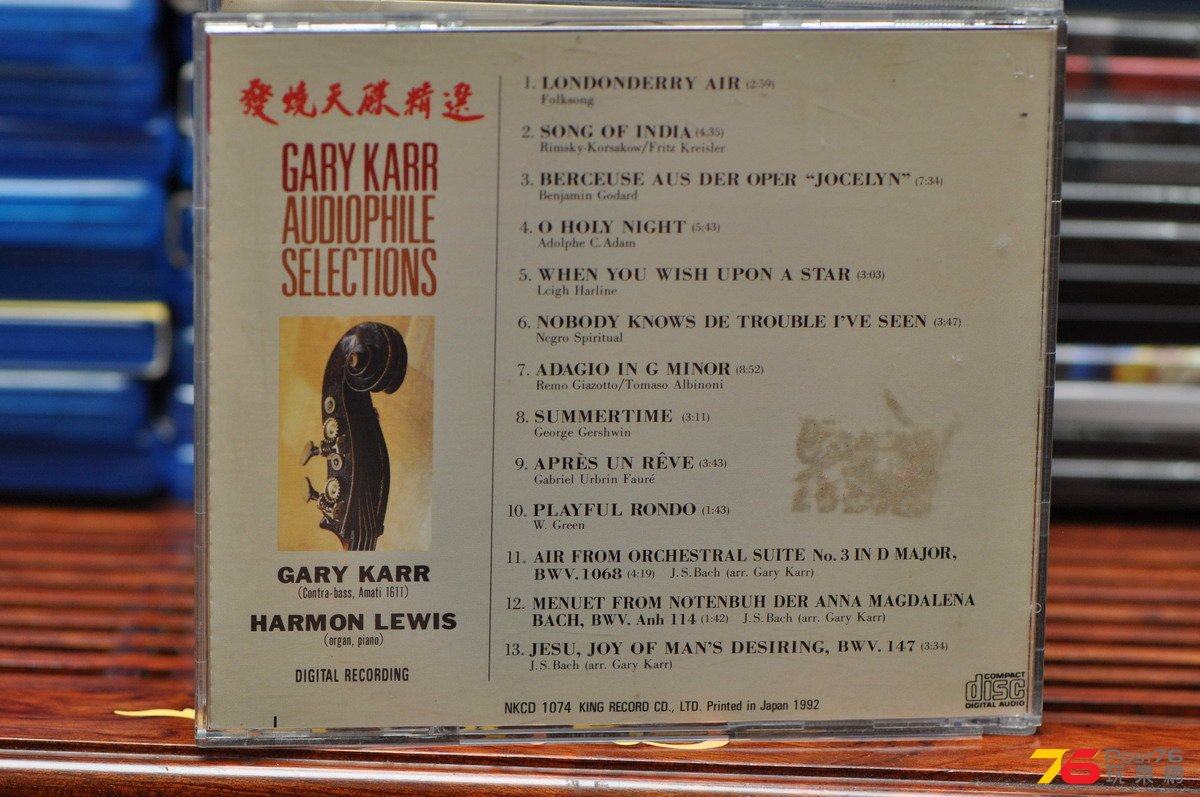 發燒天碟精選
GARY KARR
AUDIOPHILE
SELECTIONS
GARY KARR
(Contra-bass, Amati 1611)
HARMON LEWIS
(organ, piano)
DIGITAL RECORDING
1. LONDONDERRY AIR (2:59)
Folksong
2. SONG OF INDIA (4:35)
Rimsky-Korsakow/Fritz Kreisler
3. BERCEUSE AUS DER OPER “JOCELYN” (7:34)
Benjamin Godard
4. O HOLY NIGHT (5:43)
Adolphe C. Adam
5. WHEN YOU WISH UPON A STAR (3:03)
Leigh Harline
6. NOBODY KNOWS DE TROUBLE I'VE SEEN (3:47)
Negro Spiritual
7. ADAGIO IN G MINOR (8:52)
Remo Giazotto/Tomaso Albinoni
8. SUMMERTIME (3:11)
George Gershwin
9. APRÈS UN RÊVE (3:43)
Gabriel Urbrin Fauré
10. PLAYFUL RONDO (1:43)
W. Green
11. AIR FROM ORCHESTRAL SUITE No. 3 IN D MAJOR,
BWV. 1068 (4:19) J. S. Bach (arr. Gary Karr)
12. MENUET FROM NOTENBUH DER ANNA MAGDALENA
BACH, BWV. Anh 114 (1:42) J. S. Bach (arr. Gary Karr)
13. JESU, JOY OF MAN'S DESIRING, BWV. 147 (3:34)
J. S. Bach (arr. Gary Karr)
NKCD 1074 KING RECORD CO., LTD. Printed in Japan 1992
COMPACT
disc
DIGITAL AUDIO
76 Post76
玩樂網